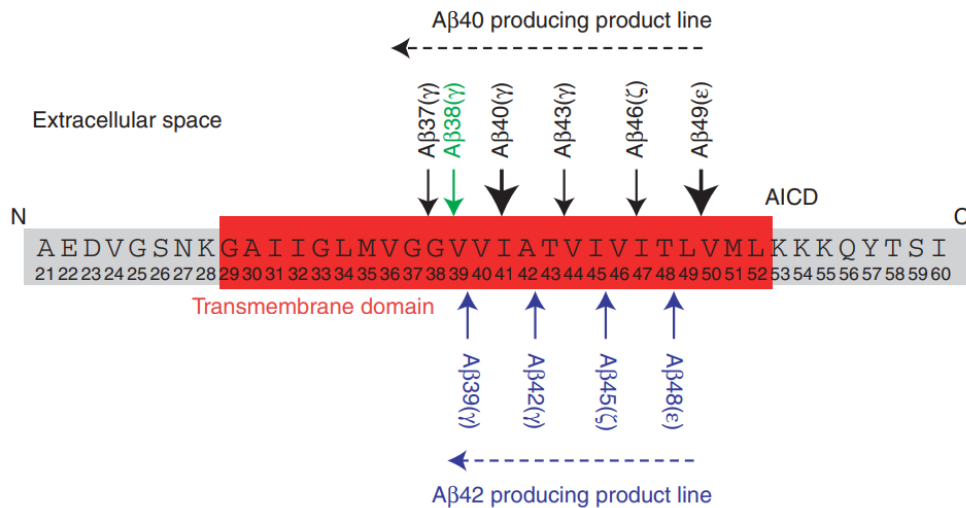 Aβ40 producing product line
Extracellular space
Aβ37(γ)
Aβ38(γ)
Aβ40(γ)
Aβ43(γ)
Aβ46(ζ)
Aβ49(ε)
AICD
N
C
A E D V G S N K G A I I G L M V G G V V I A T V I V I T L V M L K K K Q Y T S I
21 22 23 24 25 26 27 28 29 30 31 32 33 34 35 36 37 38 39 40 41 42 43 44 45 46 47 48 49 50 51 52 53 54 55 56 57 58 59 60
Transmembrane domain
Aβ39(γ)
Aβ42(γ)
Aβ45(ζ)
Aβ48(ε)
Aβ42 producing product line